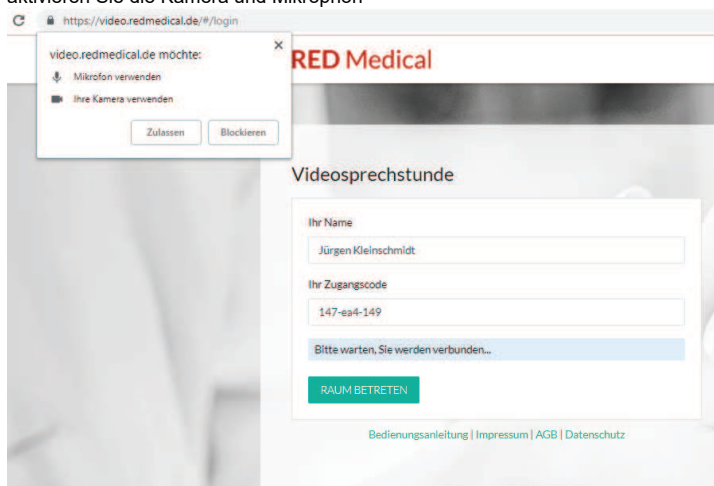 aktivieren Sie die Kamera und Mikrophon
https://video.redmedical.de/#/login
video.redmedical.de möchte:
Mikrofon verwenden
Ihre Kamera verwenden
Zulassen Blockieren
RED Medical
Videosprechstunde
Ihr Name
Jürgen Kleinschmidt
Ihr Zugangscode
147-ea4-149
Bitte warten, Sie werden verbunden...
RAUM BETRETEN
Bedienungsanleitung | Impressum | AGB | Datenschutz